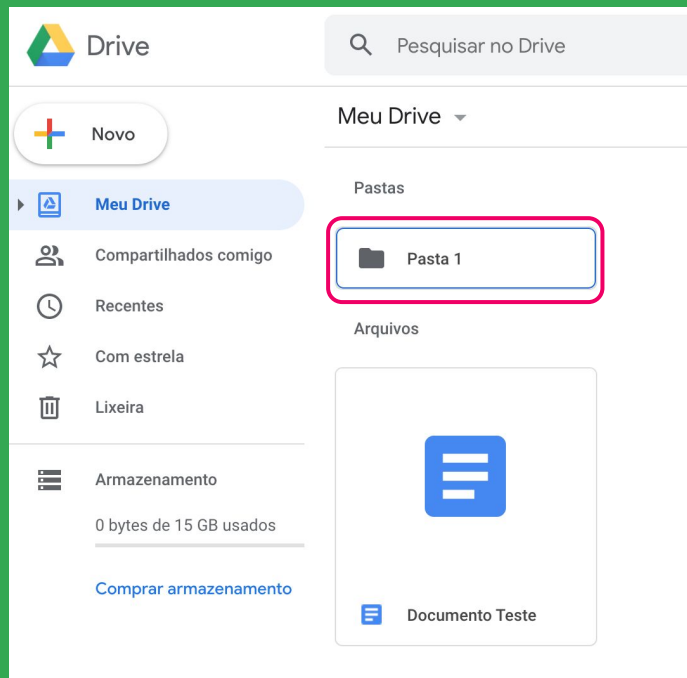 Drive
Pesquisar no Drive
Novo
Meu Drive
Meu Drive
Compartilhados comigo
Recentes
Com estrela
Lixeira
Armazenamento
0 bytes de 15 GB usados
Comprar armazenamento
Pastas
Pasta 1
Arquivos
Documento Teste